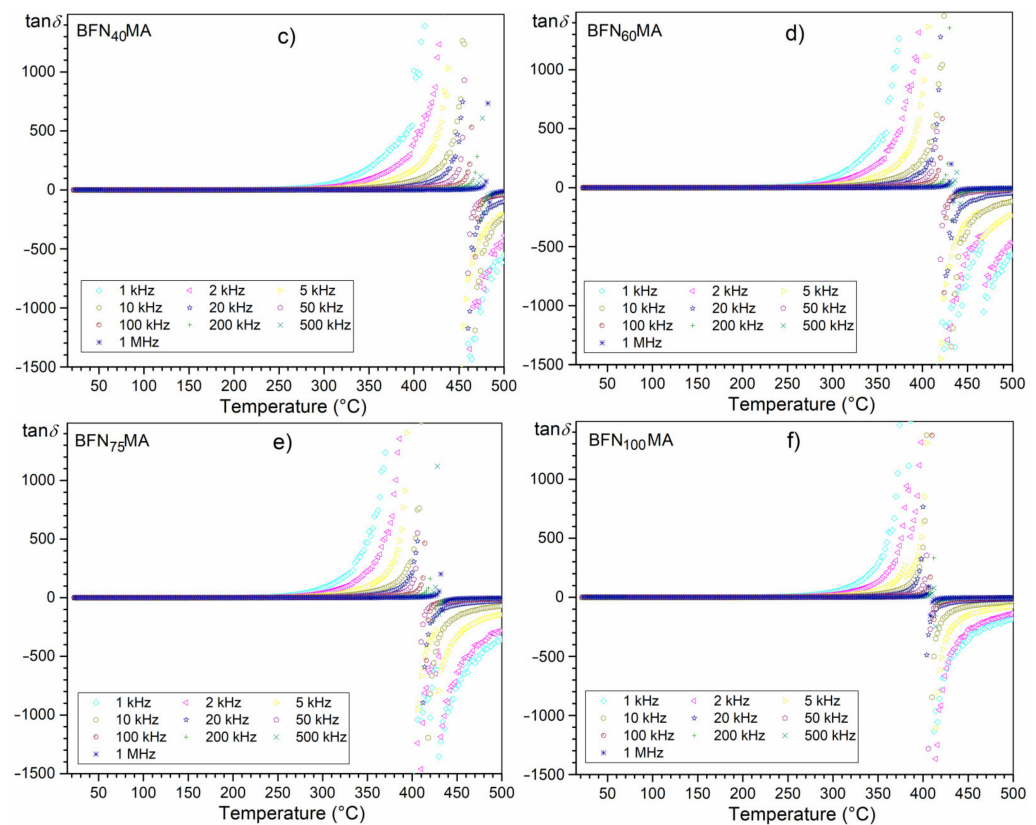 tanδ
BFN40MA
c)
1000
500
0
−500
−1000
−1500
1 kHz 2 kHz 5 kHz
10 kHz 20 kHz 50 kHz
100 kHz 200 kHz 500 kHz
1 MHz
50 100 150 200 250 300 350 400 450 500
Temperature (°C)
tanδ
BFN60MA
d)
1000
500
0
−500
−1000
−1500
1 kHz 2 kHz 5 kHz
10 kHz 20 kHz 50 kHz
100 kHz 200 kHz 500 kHz
1 MHz
50 100 150 200 250 300 350 400 450 500
Temperature (°C)
tanδ
BFN75MA
e)
1000
500
0
−500
−1000
−1500
1 kHz 2 kHz 5 kHz
10 kHz 20 kHz 50 kHz
100 kHz 200 kHz 500 kHz
1 MHz
50 100 150 200 250 300 350 400 450 500
Temperature (°C)
tanδ
BFN100MA
f)
1000
500
0
−500
−1000
−1500
1 kHz 2 kHz 5 kHz
10 kHz 20 kHz 50 kHz
100 kHz 200 kHz 500 kHz
1 MHz
50 100 150 200 250 300 350 400 450 500
Temperature (°C)